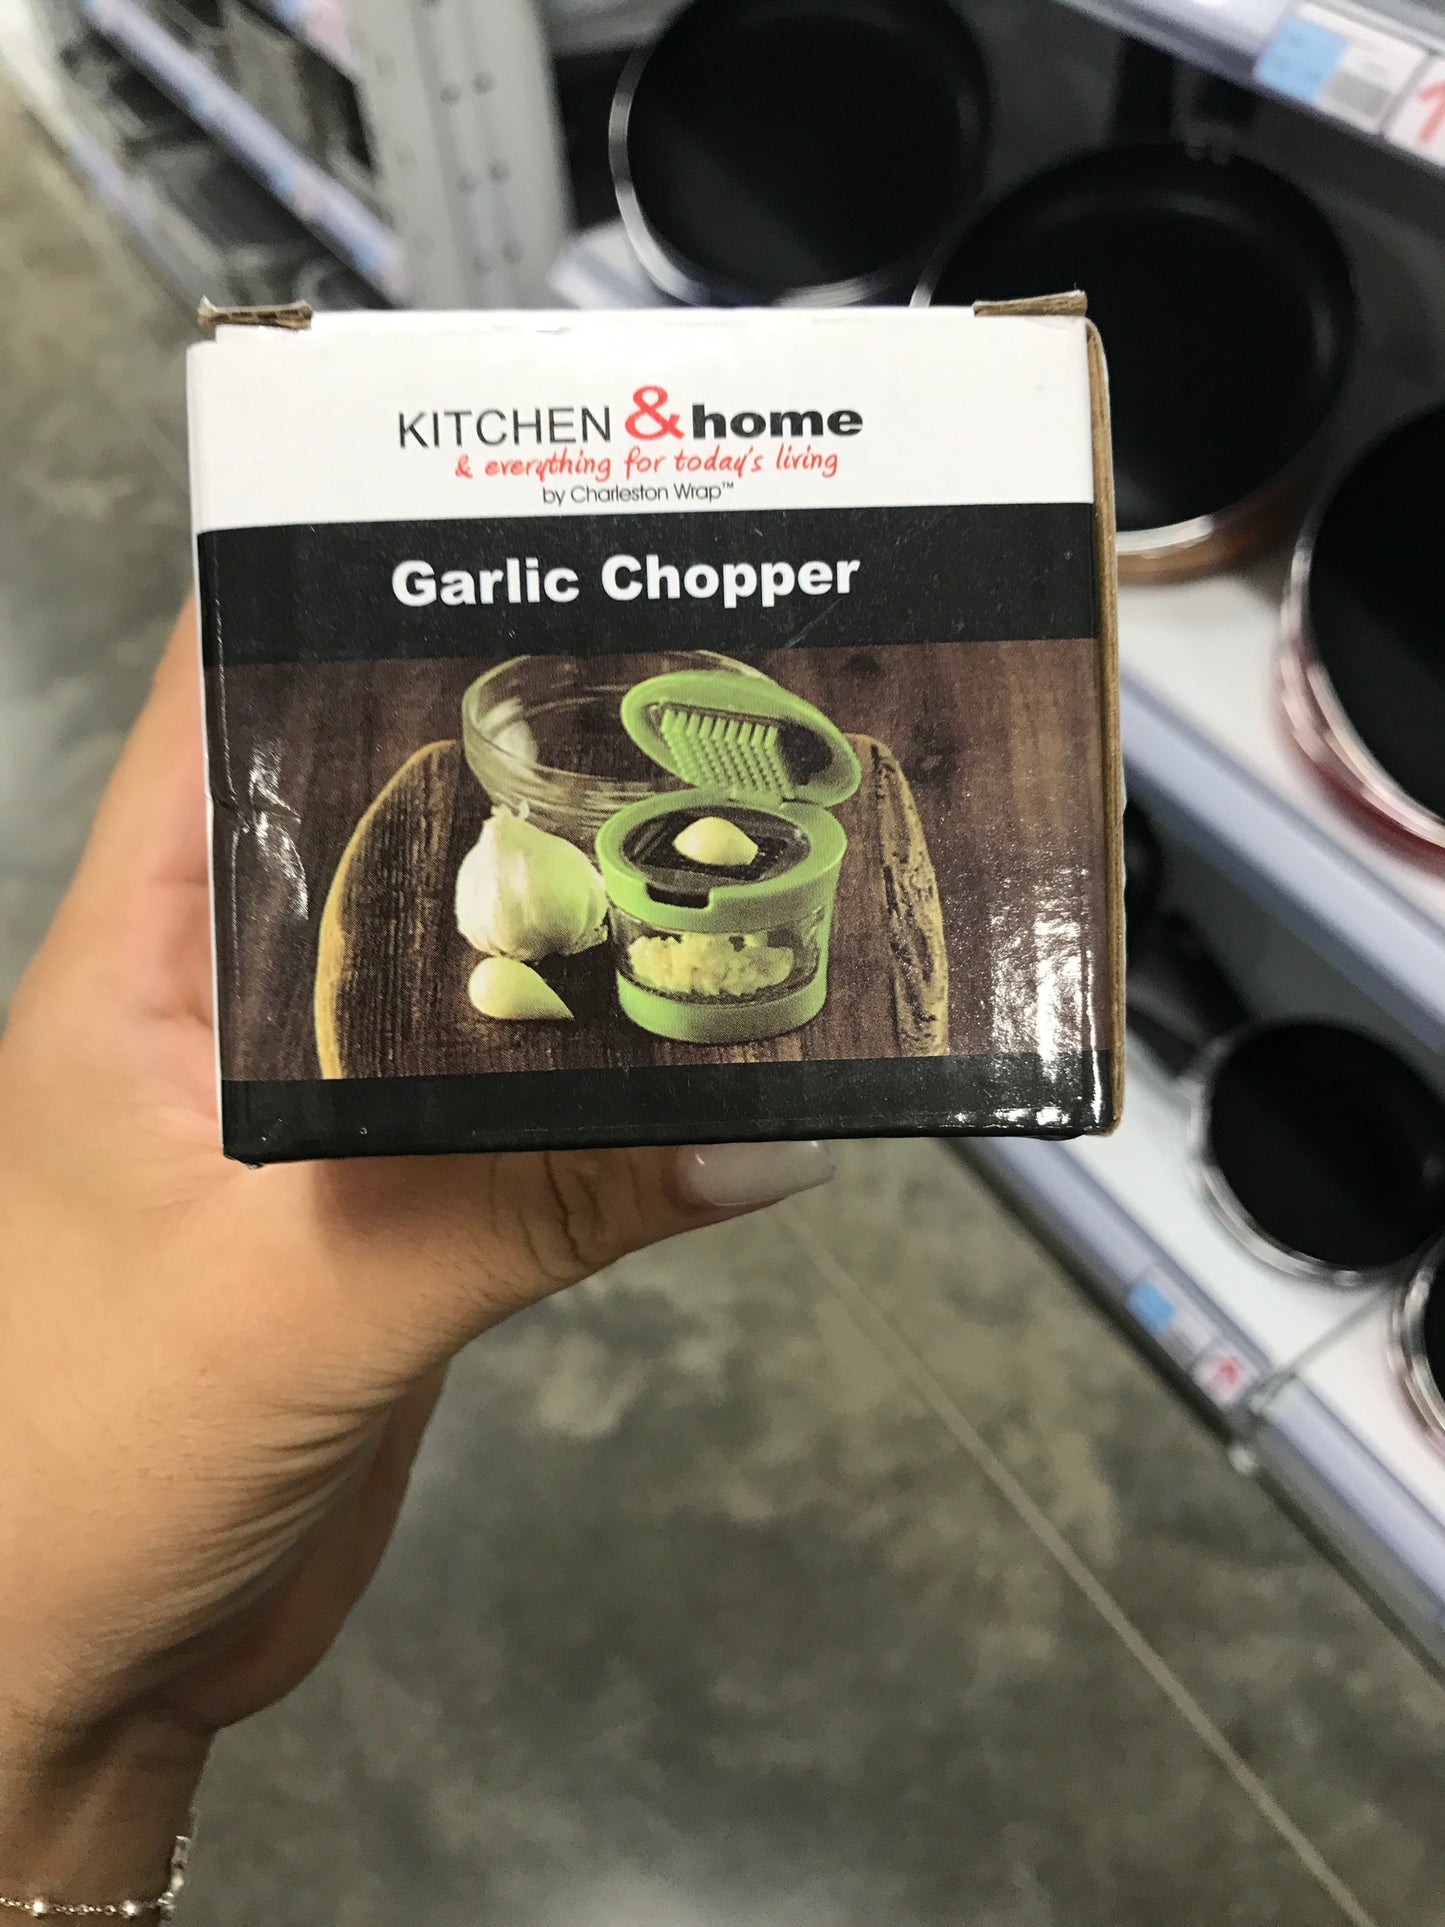 KITCHEN & home
& everything for today's living
by Charleston Wrap™
Garlic Chopper